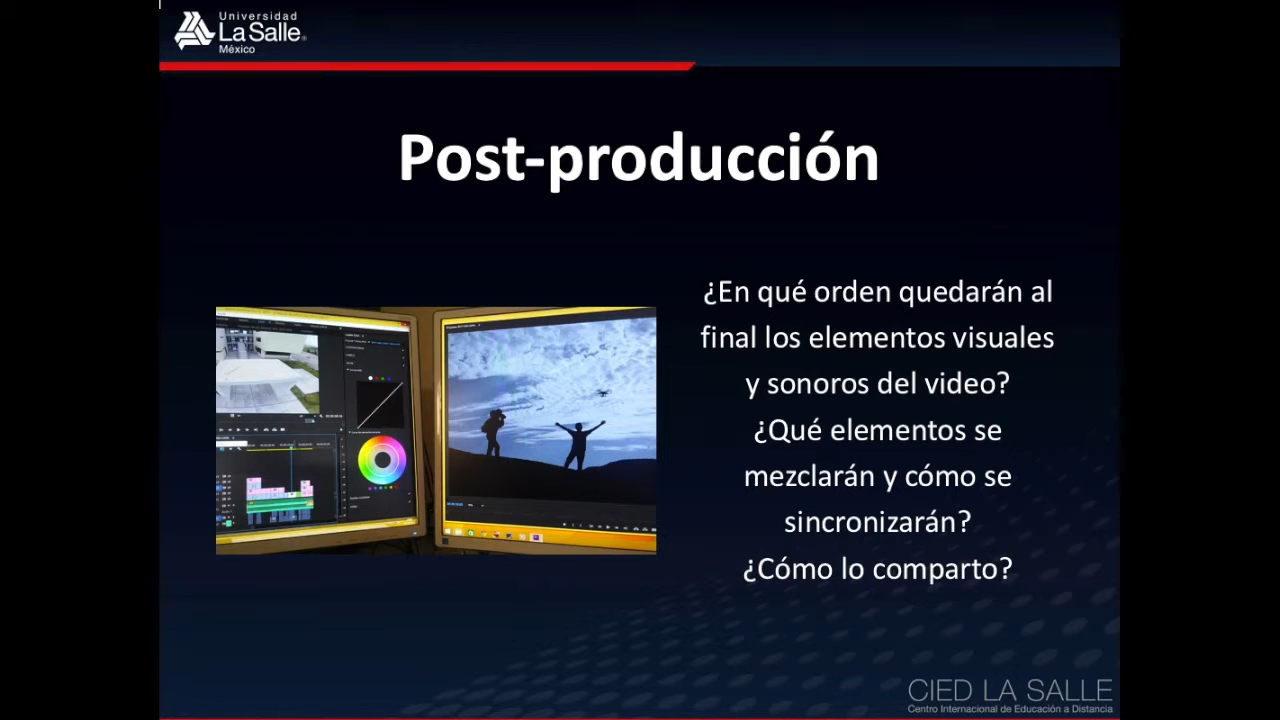 Universidad
La Salle®
México
Post-producción
¿En qué orden quedarán al
final los elementos visuales
y sonoros del video?
¿Qué elementos se
mezclarán y cómo se
sincronizarán?
¿Cómo lo comparto?
CIED LA SALLE
Centro Internacional de Educación a Distancia